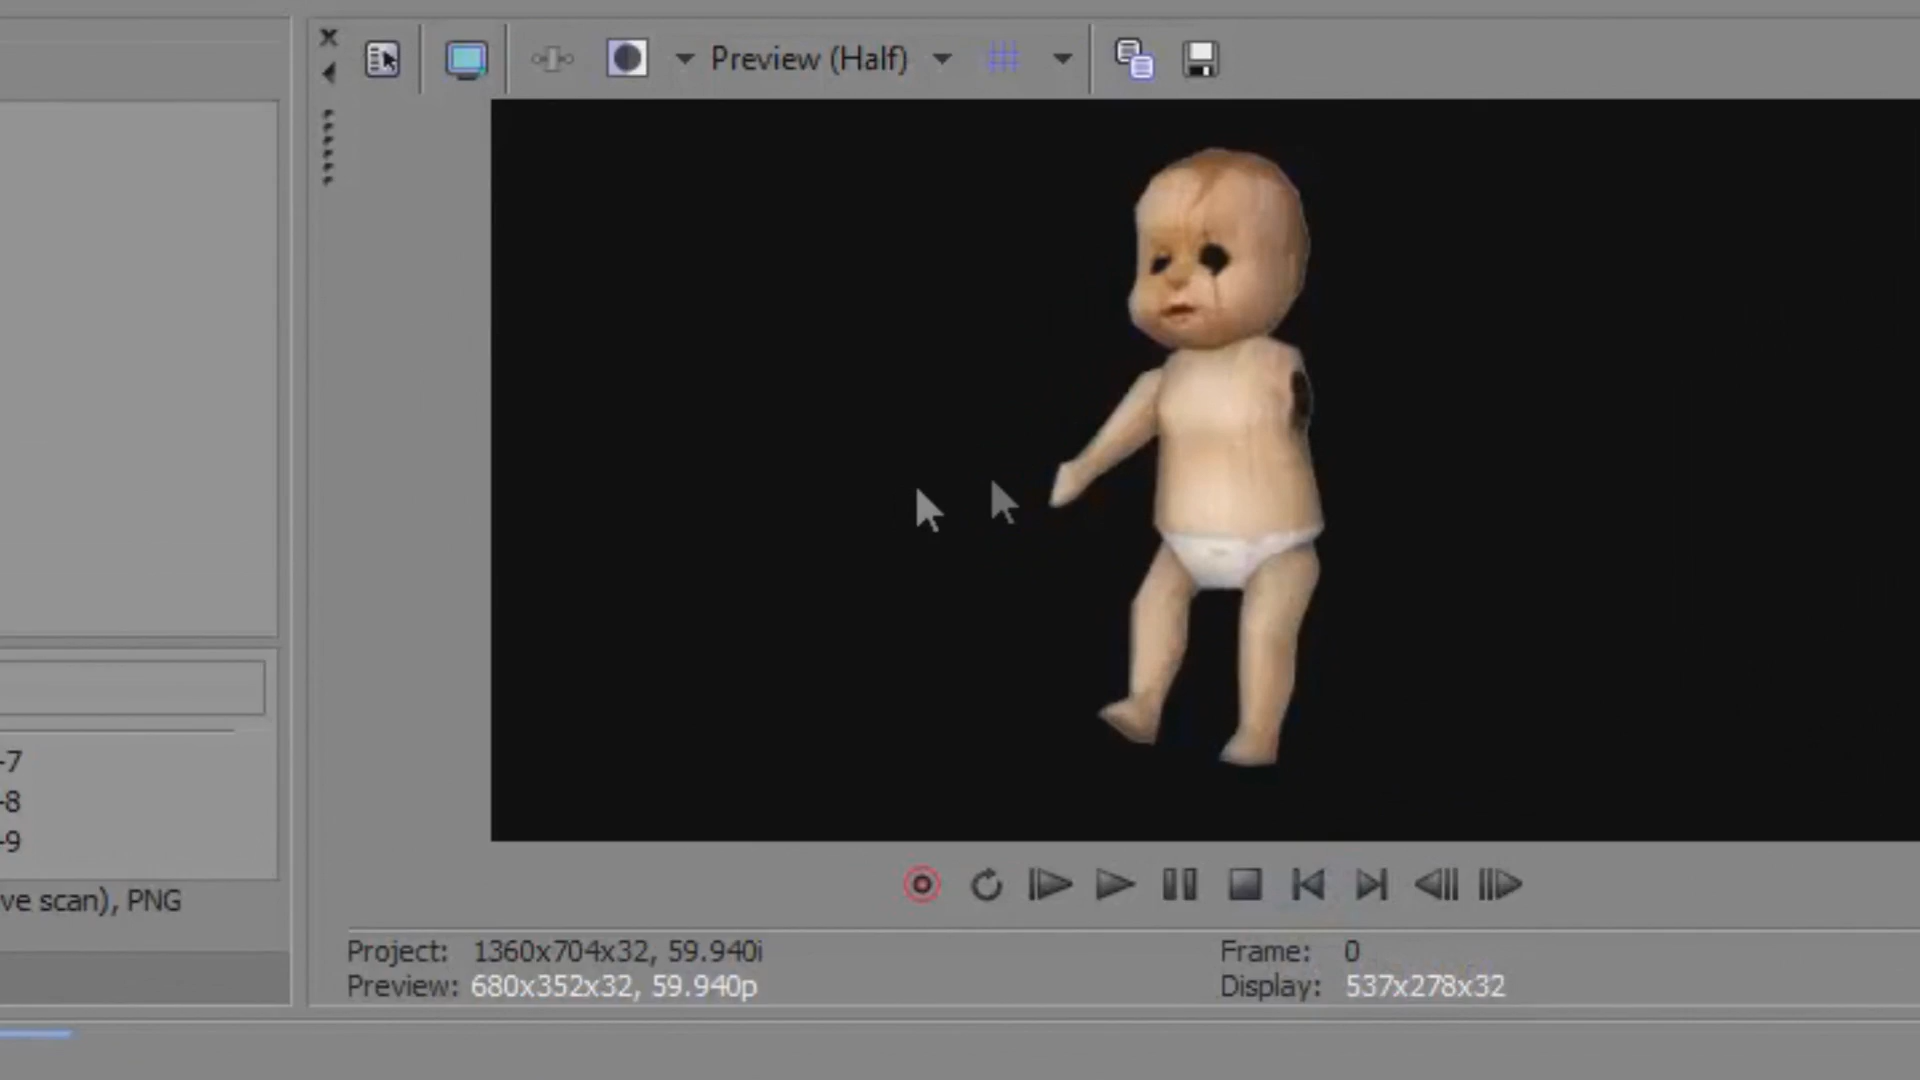 Preview (Half)
-7
-8
-9
ve scan), PNG
Project: 1360x704x32, 59.940i
Preview: 680x352x32, 59.940p
Frame: 0
Display: 537x278x32